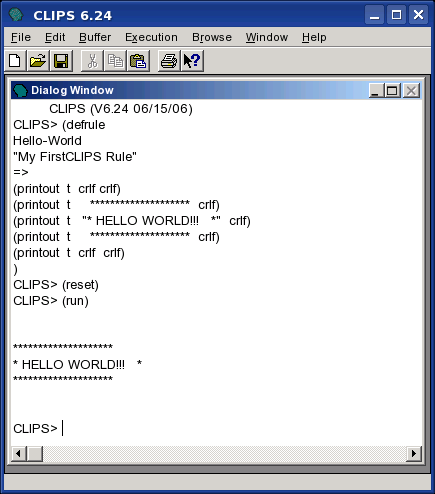 CLIPS 6.24
File Edit Buffer Execution Browse Window Help
Dialog Window
CLIPS (V6.24 06/15/06)
CLIPS> (defrule
Hello-World
"My FirstCLIPS Rule"
=>
(printout t crlf crlf)
(printout t ******************** crlf)
(printout t "* HELLO WORLD!!! *" crlf)
(printout t ******************** crlf)
(printout t crlf crlf)
)
CLIPS> (reset)
CLIPS> (run)
********************
* HELLO WORLD!!! *
********************
CLIPS>